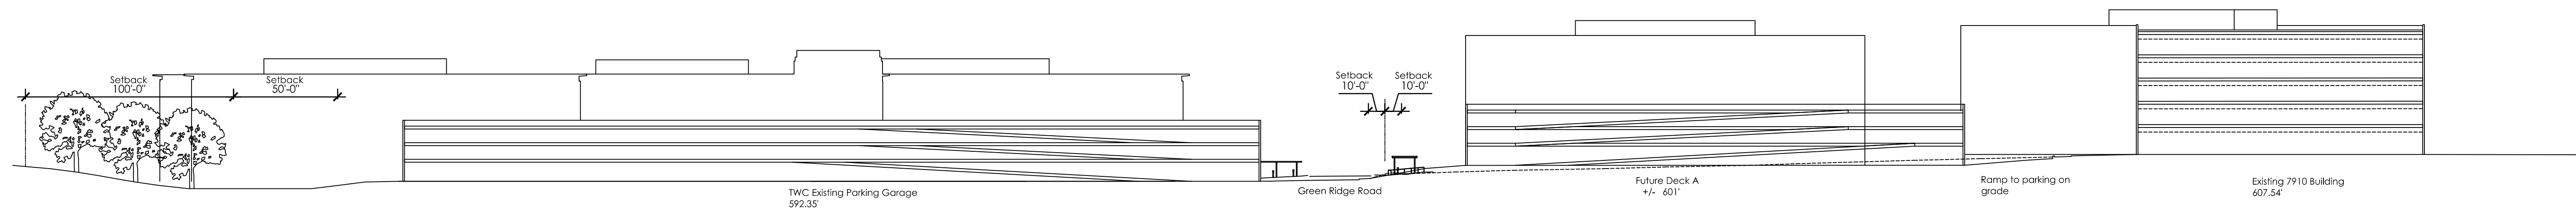 Setback
100'-0"
Setback
50'-0"
Setback
10'-0"
Setback
10'-0"
TWC Existing Parking Garage
592.35'
Green Ridge Road
Future Deck A
+/- 601'
Ramp to parking on
grade
Existing 7910 Building
607.54'